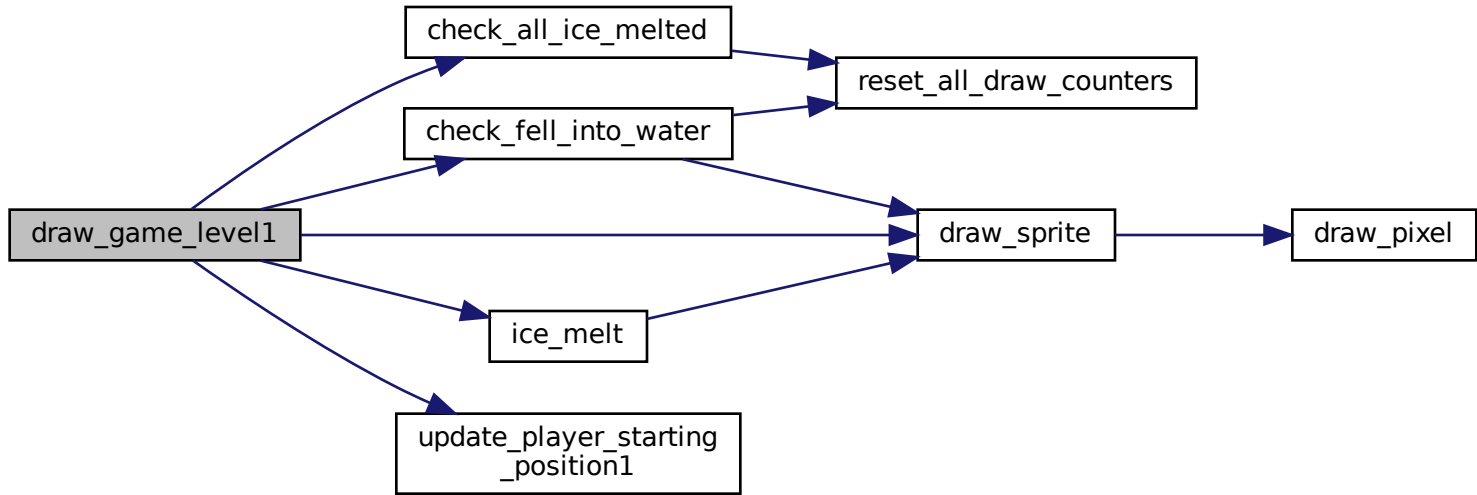 check_all_ice_melted
reset_all_draw_counters
check_fell_into_water
draw_game_level1
draw_sprite
draw_pixel
ice_melt
update_player_starting
_position1